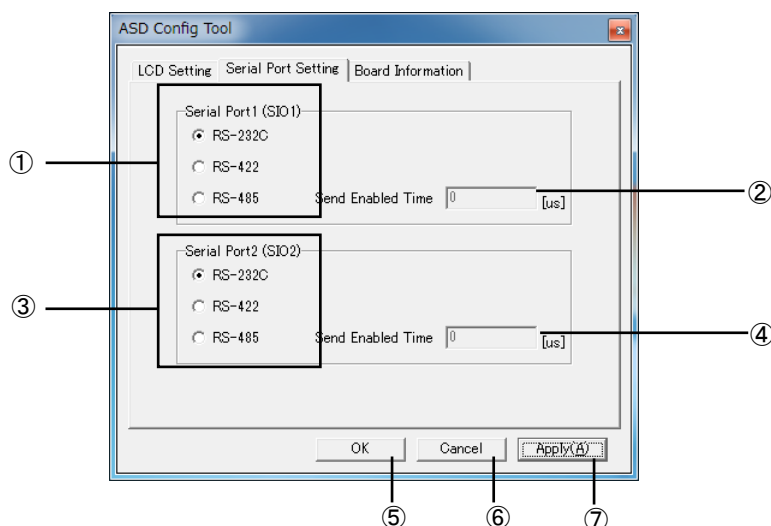 ASD Config Tool
LCD Setting Serial Port Setting Board Information
Serial Port1 (SIO1)
RS-232C
① RS-422 ②
RS-485 Send Enabled Time 0 [us]
Serial Port2 (SIO2)
RS-232C
③ RS-422
RS-485 Send Enabled Time 0 [us] ④
OK Cancel Apply(A)
⑤ ⑥ ⑦